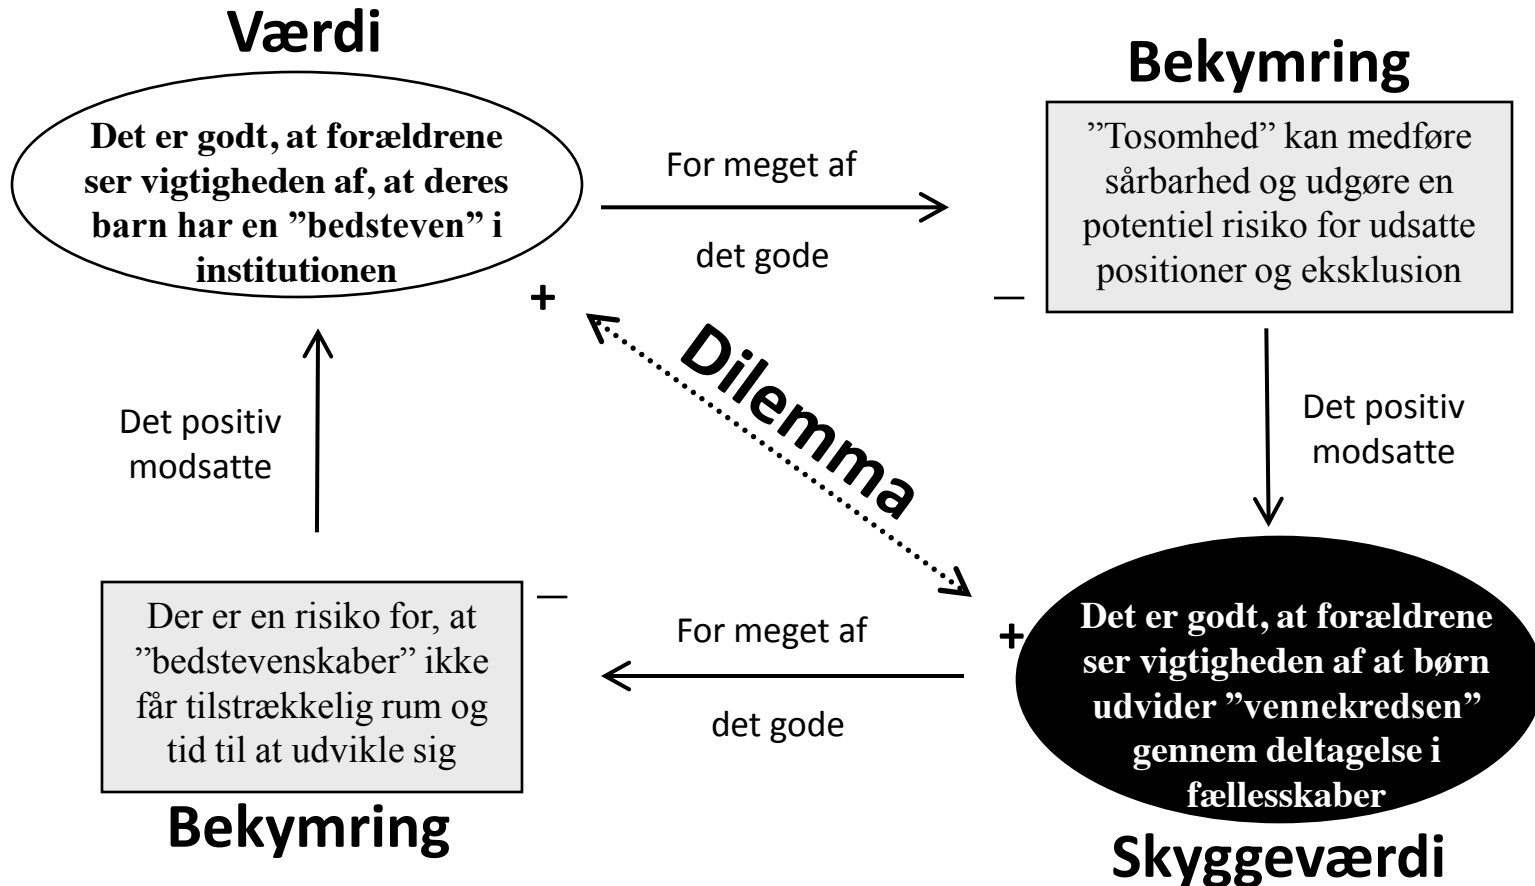 Værdi
Det er godt, at forældrene
ser vigtigheden af, at deres
barn har en ”bedsteven” i
institutionen
+
For meget af
det gode
Bekymring
”Tosomhed” kan medføre
sårbarhed og udgøre en
potentiel risiko for udsatte
positioner og eksklusion
–
Dilemma
Det positiv
modsatte
Det positiv
modsatte
Der er en risiko for, at
”bedstevenskaber” ikke
får tilstrækkelig rum og
tid til at udvikle sig
–
Bekymring
For meget af
det gode
+
Det er godt, at forældrene
ser vigtigheden af at børn
udvider ”vennekredsen”
gennem deltagelse i
fællesskaber
Skyggeværdi